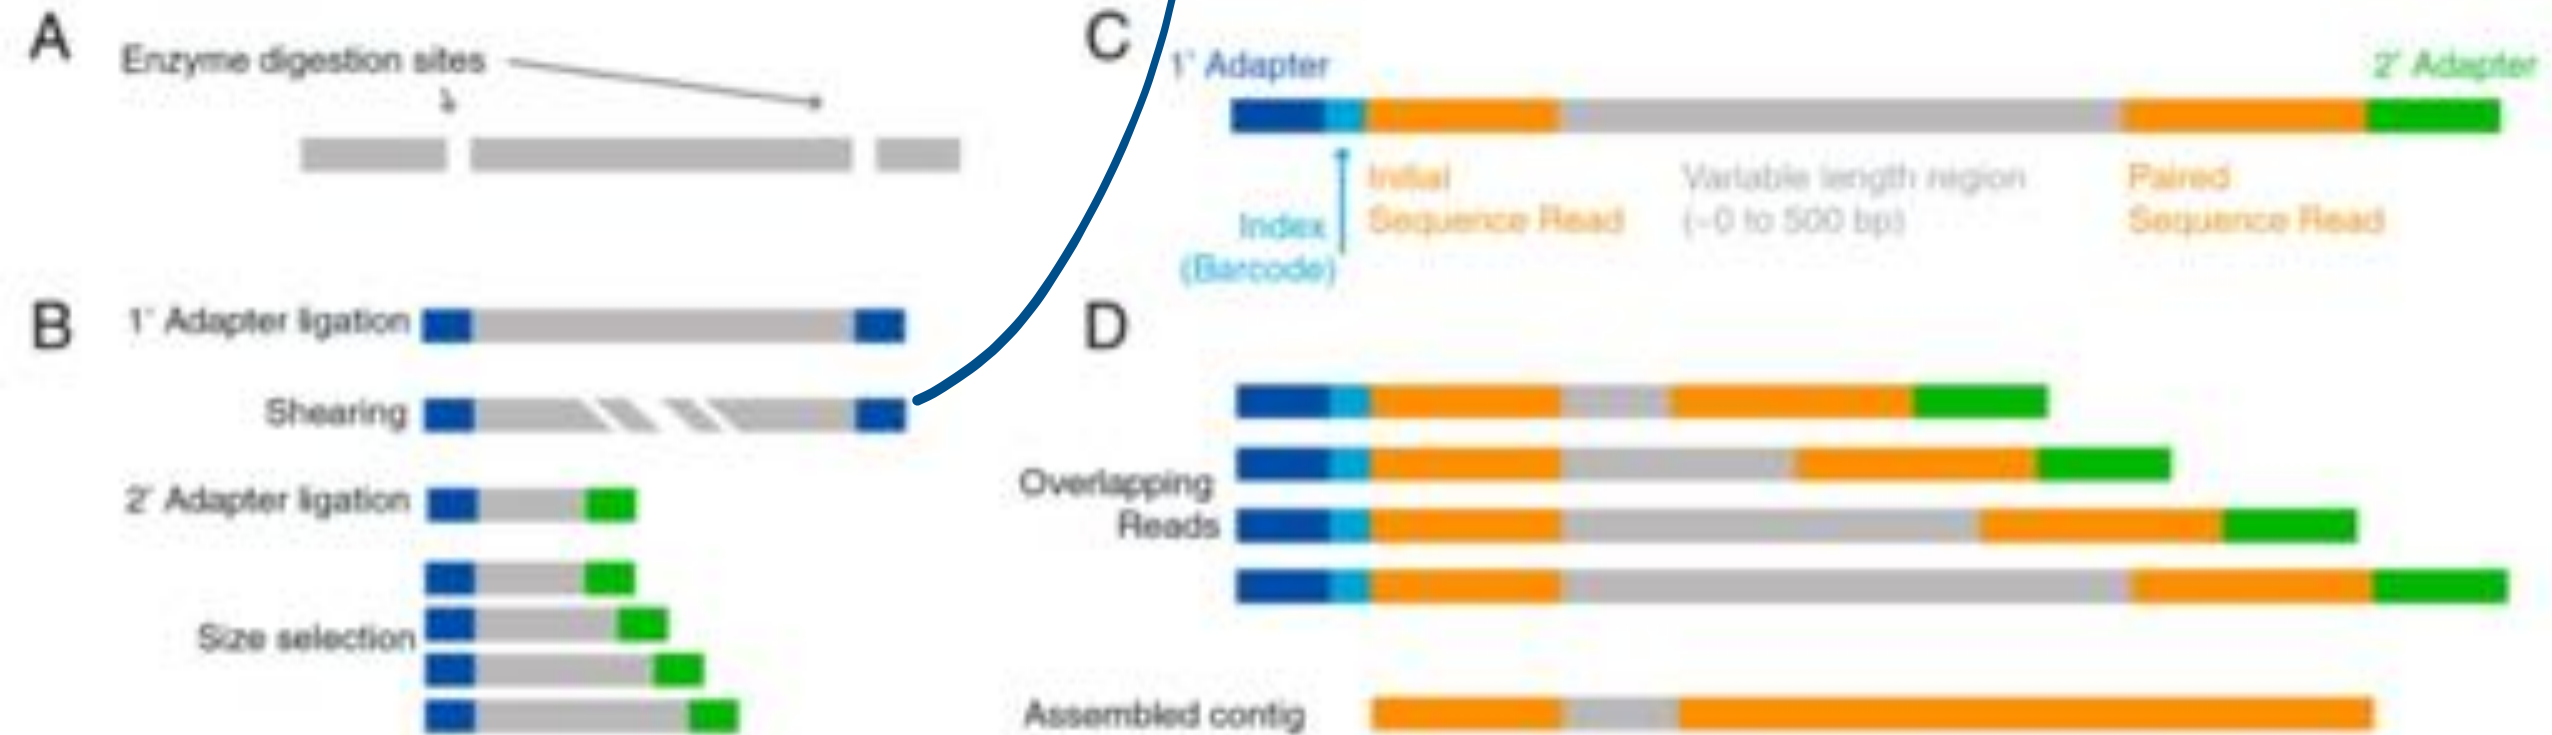 A
Enzyme digestion sites
B
1˚ Adapter ligation
Shearing
2˚ Adapter ligation
Size selection
C
1˚ Adapter
2˚ Adapter
Index
(Barcode)
Initial
Sequence Read
Variable length region
(~0 to 500 bp)
Paired
Sequence Read
D
Overlapping
Reads
Assembled contig